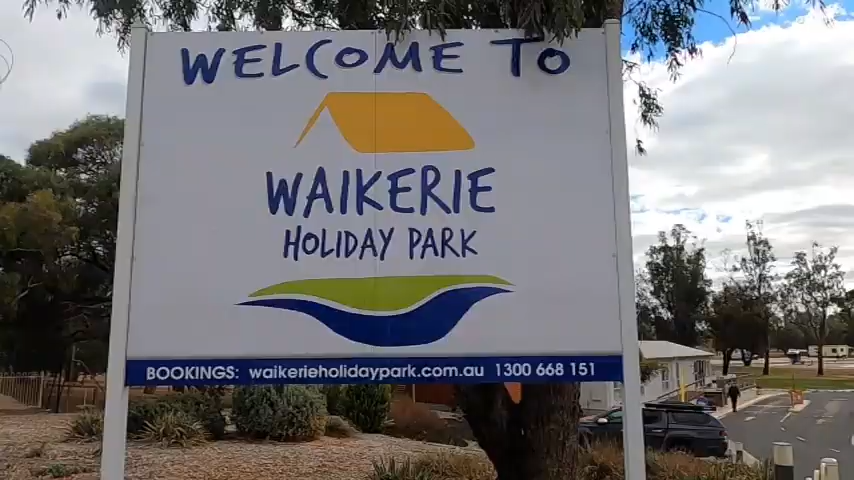 WELCOME TO
WAIKERIE
HOLIDAY PARK
BOOKINGS: waikerieholidaypark.com.au 1300 668 151